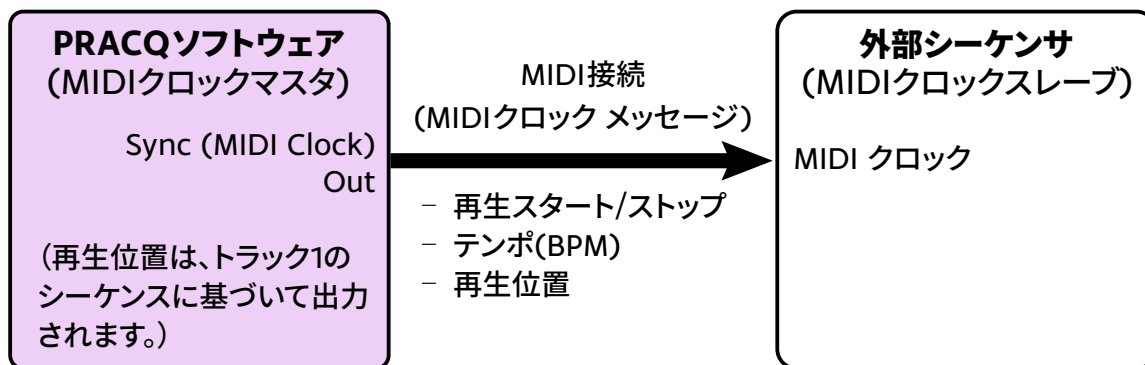 PRACQソフトウェア
(MIDIクロックマスタ)
Sync (MIDI Clock)
Out
（再生位置は、トラック1の
シーケンスに基づいて出力
されます。）
MIDI接続
(MIDIクロック メッセージ)
– 再生スタート/ストップ
– テンポ(BPM)
– 再生位置
外部シーケンサ
(MIDIクロックスレーブ)
MIDI クロック